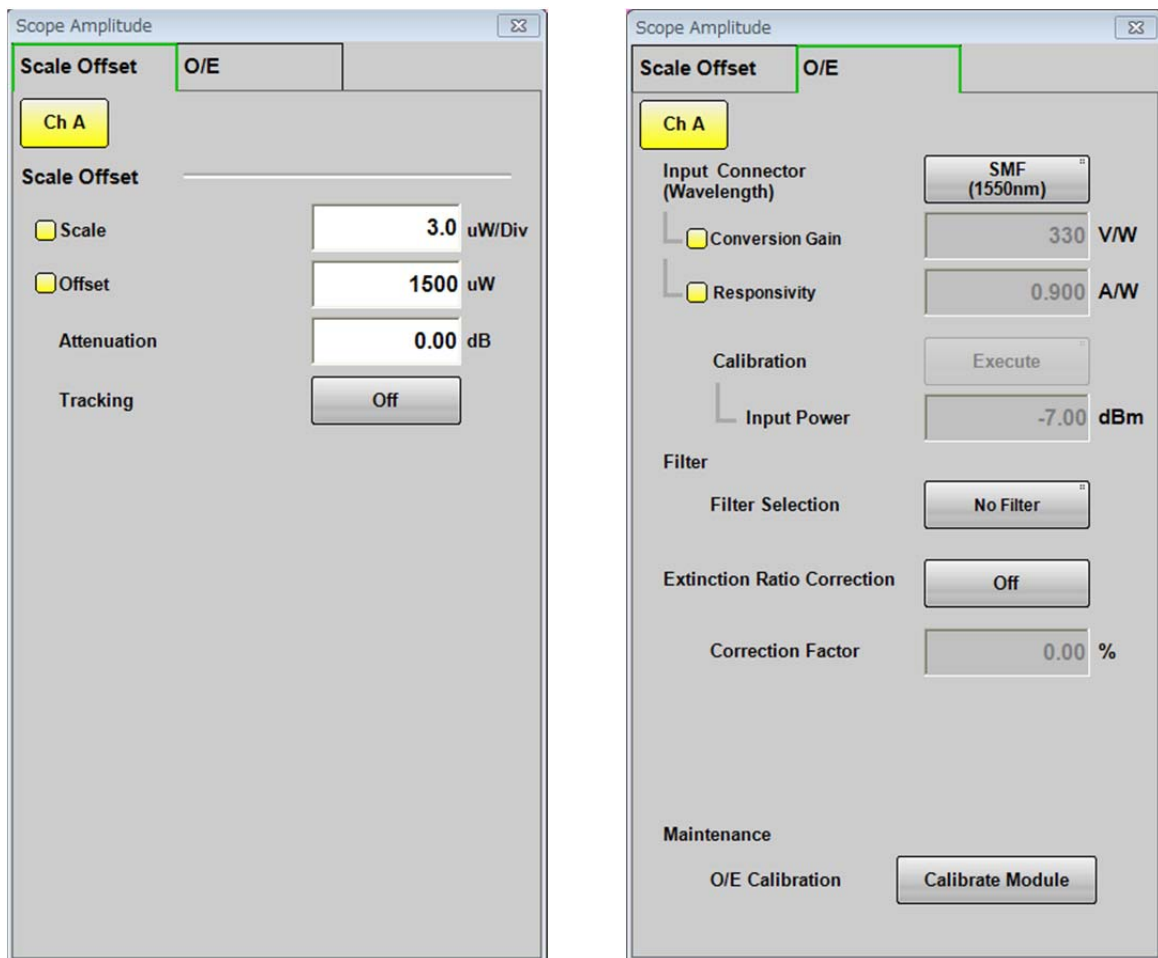 Scope Amplitude
Scale Offset O/E
Ch A
Scale Offset
Scale 3.0 uW/Div
Offset 1500 uW
Attenuation 0.00 dB
Tracking Off
Scope Amplitude
Scale Offset O/E
Ch A
Input Connector
(Wavelength)
SMF
(1550nm)
Conversion Gain 330 V/W
Responsivity 0.900 A/W
Calibration Execute
Input Power -7.00 dBm
Filter
Filter Selection No Filter
Extinction Ratio Correction Off
Correction Factor 0.00 %
Maintenance
O/E Calibration Calibrate Module